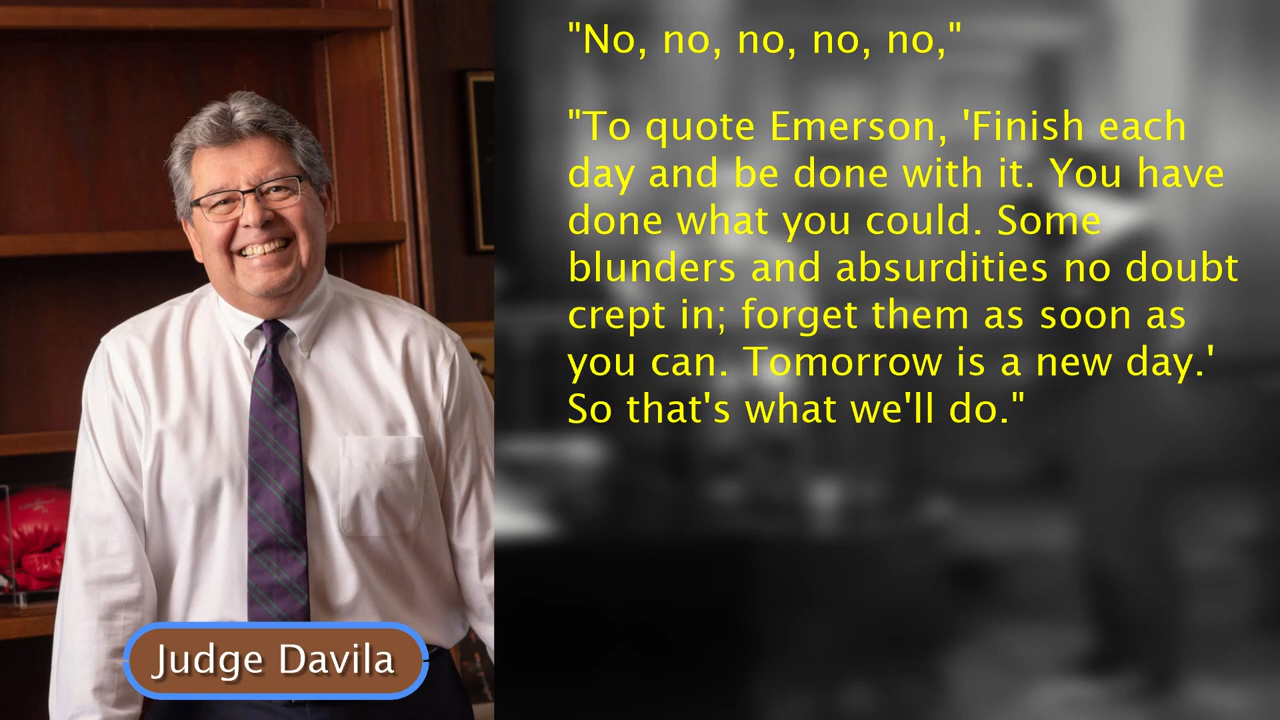 "No, no, no, no, no,"
"To quote Emerson, 'Finish each
day and be done with it. You have
done what you could. Some
blunders and absurdities no doubt
crept in; forget them as soon as
you can. Tomorrow is a new day.'
So that's what we'll do."
Judge Davila